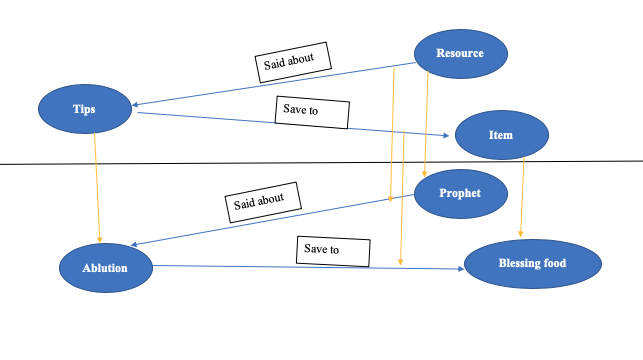 Resource
Said about
Tips
Save to
Item
Prophet
Said about
Save to
Ablution
Blessing food